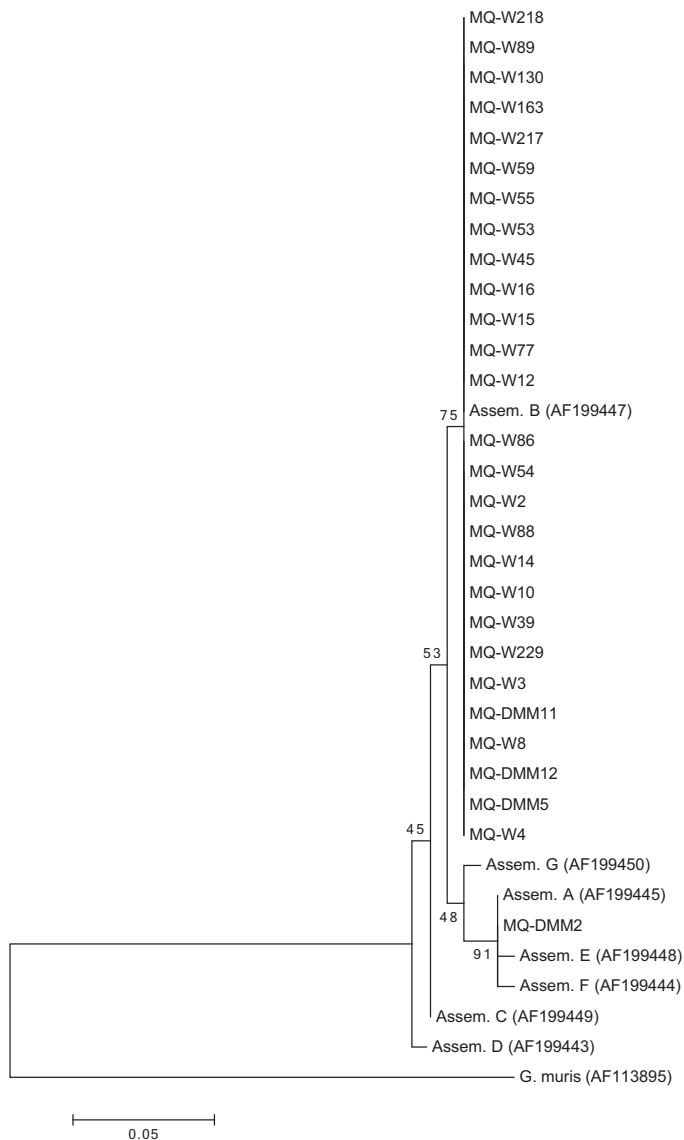 MQ-W218
MQ-W89
MQ-W130
MQ-W163
MQ-W217
MQ-W59
MQ-W55
MQ-W53
MQ-W45
MQ-W16
MQ-W15
MQ-W77
MQ-W12
75
Assem. B (AF199447)
MQ-W86
MQ-W54
MQ-W2
MQ-W88
MQ-W14
MQ-W10
MQ-W39
53
MQ-W229
MQ-W3
MQ-DMM11
MQ-W8
MQ-DMM12
MQ-DMM5
45
MQ-W4
Assem. G (AF199450)
Assem. A (AF199445)
48
MQ-DMM2
91
Assem. E (AF199448)
Assem. F (AF199444)
Assem. C (AF199449)
Assem. D (AF199443)
G. muris (AF113895)
0.05